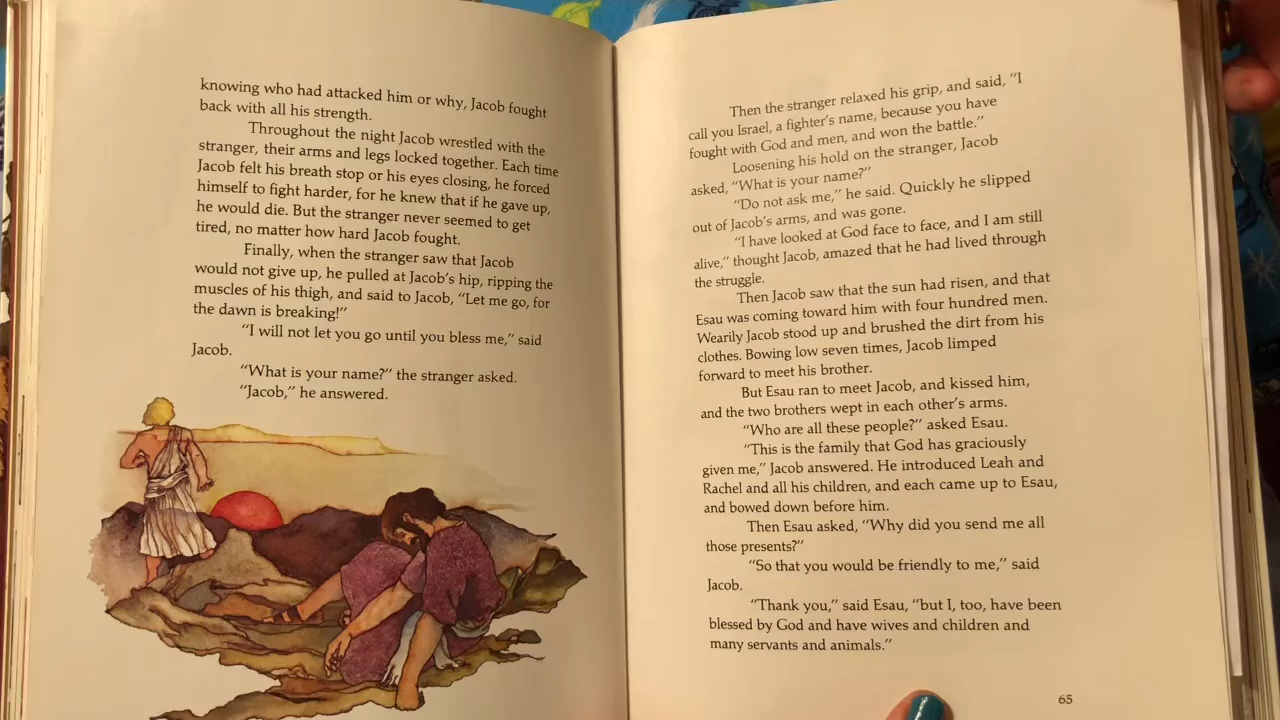 knowing who had attacked him or why, Jacob fought
back with all his strength.
Throughout the night Jacob wrestled with the
stranger, their arms and legs locked together. Each time
Jacob felt his breath stop or his eyes closing, he forced
himself to fight harder, for he knew that if he gave up,
he would die. But the stranger never seemed to get
tired, no matter how hard Jacob fought.
Finally, when the stranger saw that Jacob
would not give up, he pulled at Jacob's hip, ripping the
muscles of his thigh, and said to Jacob, “Let me go, for
the dawn is breaking!”
“I will not let you go until you bless me,” said
Jacob.
“What is your name?” the stranger asked.
“Jacob,” he answered.
Then the stranger relaxed his grip, and said, “I
call you Israel, a fighter's name, because you have
fought with God and men, and won the battle.”
Loosening his hold on the stranger, Jacob
asked, “What is your name?”
“Do not ask me,” he said. Quickly he slipped
out of Jacob's arms, and was gone.
“I have looked at God face to face, and I am still
alive,” thought Jacob, amazed that he had lived through
the struggle.
Then Jacob saw that the sun had risen, and that
Esau was coming toward him with four hundred men.
Wearily Jacob stood up and brushed the dirt from his
clothes. Bowing low seven times, Jacob limped
forward to meet his brother.
But Esau ran to meet Jacob, and kissed him,
and the two brothers wept in each other's arms.
“Who are all these people?” asked Esau.
“This is the family that God has graciously
given me,” Jacob answered. He introduced Leah and
Rachel and all his children, and each came up to Esau,
and bowed down before him.
Then Esau asked, “Why did you send me all
those presents?”
“So that you would be friendly to me,” said
Jacob.
“Thank you,” said Esau, “but I, too, have been
blessed by God and have wives and children and
many servants and animals.”
65